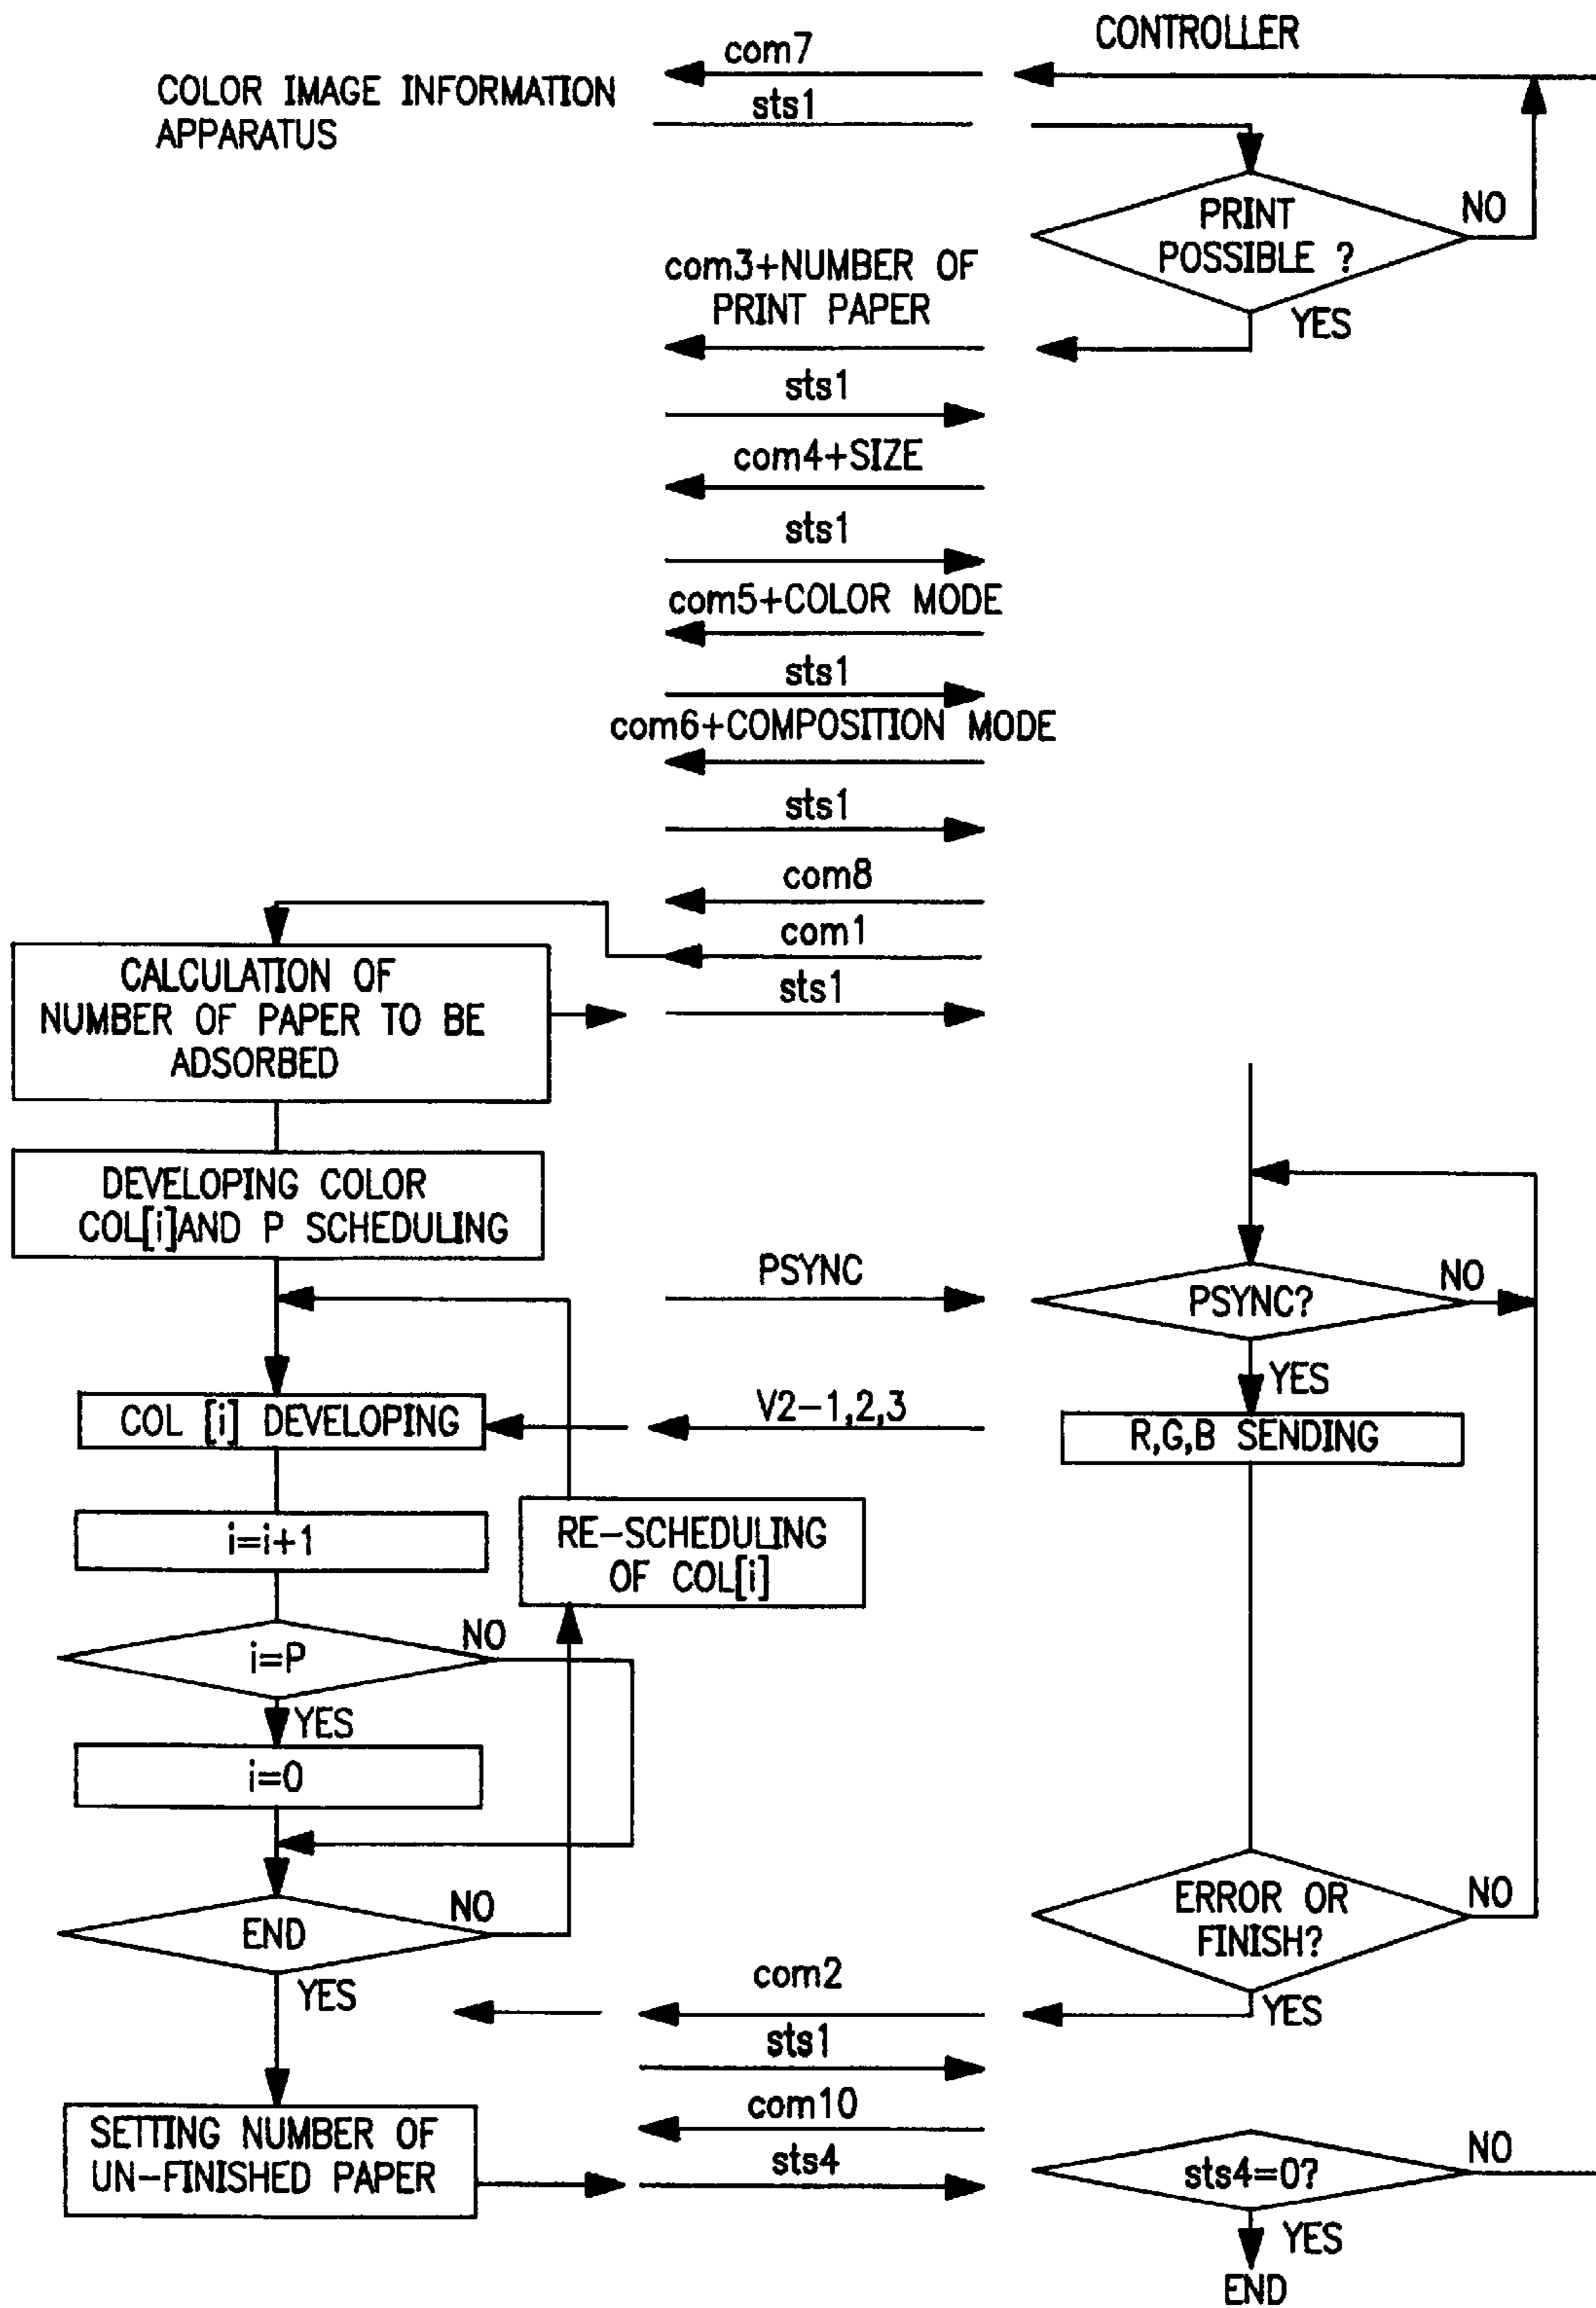 CONTROLLER
com7
COLOR IMAGE INFORMATION
APPARATUS
sts1
PRINT
POSSIBLE ?
NO
YES
com3+NUMBER OF
PRINT PAPER
sts1
com4+SIZE
sts1
com5+COLOR MODE
sts1
com6+COMPOSITION MODE
sts1
com8
com1
CALCULATION OF
NUMBER OF PAPER TO BE
ADSORBED
sts1
DEVELOPING COLOR
COL[i]AND P SCHEDULING
PSYNC
PSYNC?
NO
YES
COL [i] DEVELOPING
V2-1,2,3
R,G,B SENDING
i=i+1
RE-SCHEDULING
OF COL[i]
i=P
NO
YES
i=0
END
NO
YES
ERROR OR
FINISH?
NO
YES
com2
sts1
com10
SETTING NUMBER OF
UN-FINISHED PAPER
sts4
sts4=0?
NO
YES
END